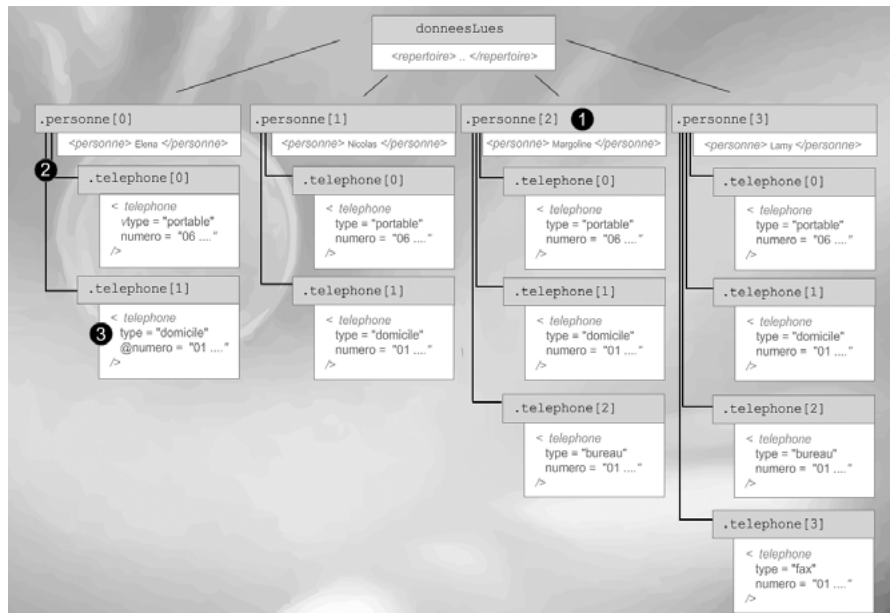 donneesLues
<repertoire> .. </repertoire>
.personne[0]
<personne> Elena </personne>
.telephone[0]
< telephone
vtype = "portable"
numero = "06 ...."
/>
.telephone[1]
< telephone
type = "domicile"
@numero = "01 ...."
/>
2
3
.personne[1]
<personne> Nicolas </personne>
.telephone[0]
< telephone
type = "portable"
numero = "06 ...."
/>
.telephone[1]
< telephone
type = "domicile"
numero = "01 ...."
/>
.personne[2] 1
<personne> Margoline </personne>
.telephone[0]
< telephone
type = "portable"
numero = "06 ...."
/>
.telephone[1]
< telephone
type = "domicile"
numero = "01 ...."
/>
.telephone[2]
< telephone
type = "bureau"
numero = "01 ...."
/>
.personne[3]
<personne> Lamy </personne>
.telephone[0]
< telephone
type = "portable"
numero = "06 ...."
/>
.telephone[1]
< telephone
type = "domicile"
numero = "01 ...."
/>
.telephone[2]
< telephone
type = "bureau"
numero = "01 ...."
/>
.telephone[3]
< telephone
type = "fax"
numero = "01 ...."
/>